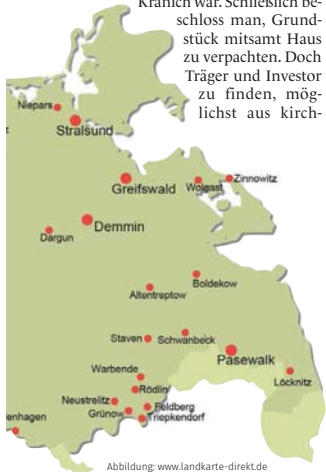 Kranich war. Schließlich be-
schloss man, Grund-
stück mitsamt Haus
zu verpachten. Doch
Träger und Investor
zu finden, mög-
lichst aus kirch-
Niepars
Stralsund
Greifswald
Wolgast
Zinnowitz
Demmin
Dargun
Boldekow
Altentreptow
Staven
Schwanbeck
Pasewalk
Warbende
Löcknitz
Rödlin
Neustrelitz
Feldberg
Grünow
Triepkendorf
enhagen
Abbildung: www.landkarte-direkt.de